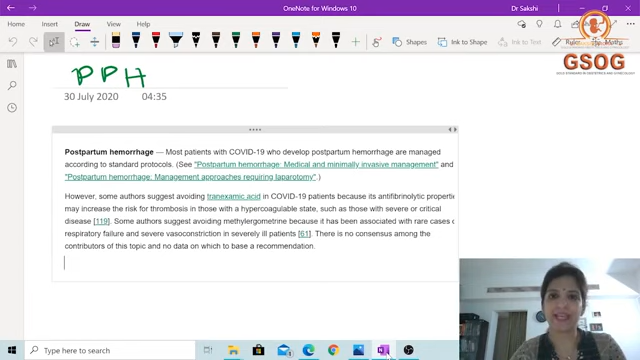 OneNote for Windows 10
Dr Sakshi
Home Insert Draw View Help
Shapes Ink to Shape Ruler
GSOG
PPH
30 July 2020 04:35
Postpartum hemorrhage — Most patients with COVID-19 who develop postpartum hemorrhage are managed
according to standard protocols. (See "Postpartum hemorrhage: Medical and minimally invasive management" and
"Postpartum hemorrhage: Management approaches requiring laparotomy".)
However, some authors suggest avoiding tranexamic acid in COVID-19 patients because its antifibrinolytic propertie
may increase the risk for thrombosis in those with a hypercoagulable state, such as those with severe or critical
disease [119]. Some authors suggest avoiding methylergometrine because it has been associated with rare cases o
respiratory failure and severe vasoconstriction in severely ill patients [61]. There is no consensus among the
contributors of this topic and no data on which to base a recommendation.
Type here to search